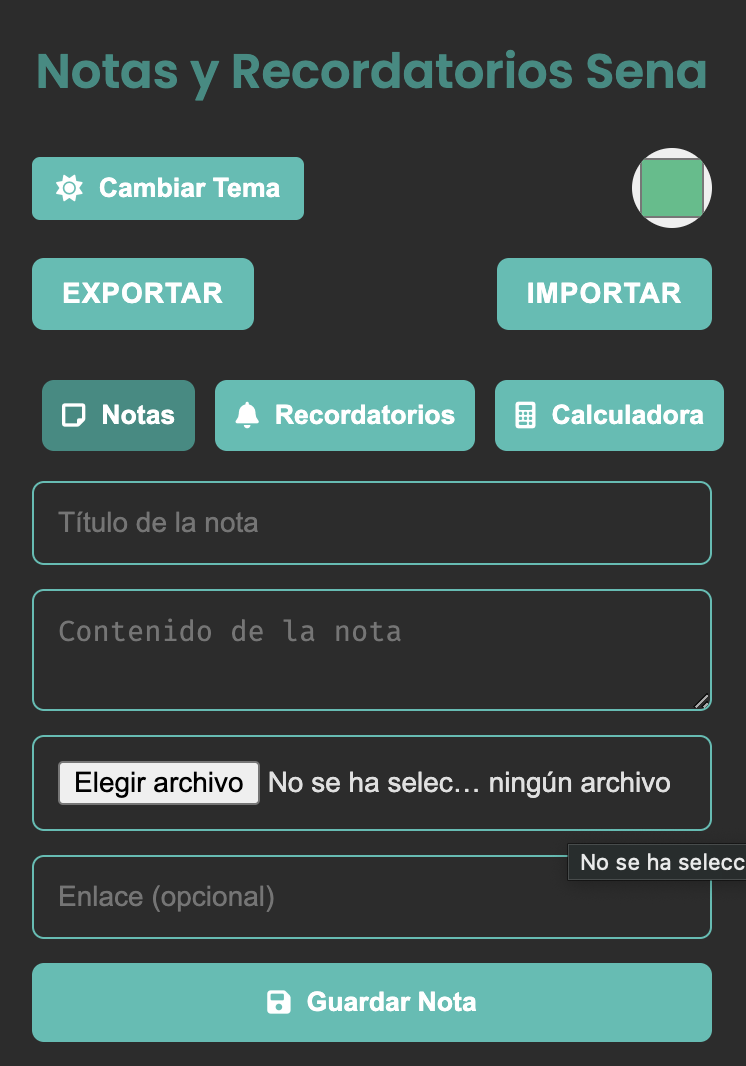 Notas y Recordatorios Sena
Cambiar Tema
EXPORTAR IMPORTAR
Notas Recordatorios Calculadora
Título de la nota
Contenido de la nota
Elegir archivo No se ha selec… ningún archivo
No se ha selecc
Enlace (opcional)
Guardar Nota